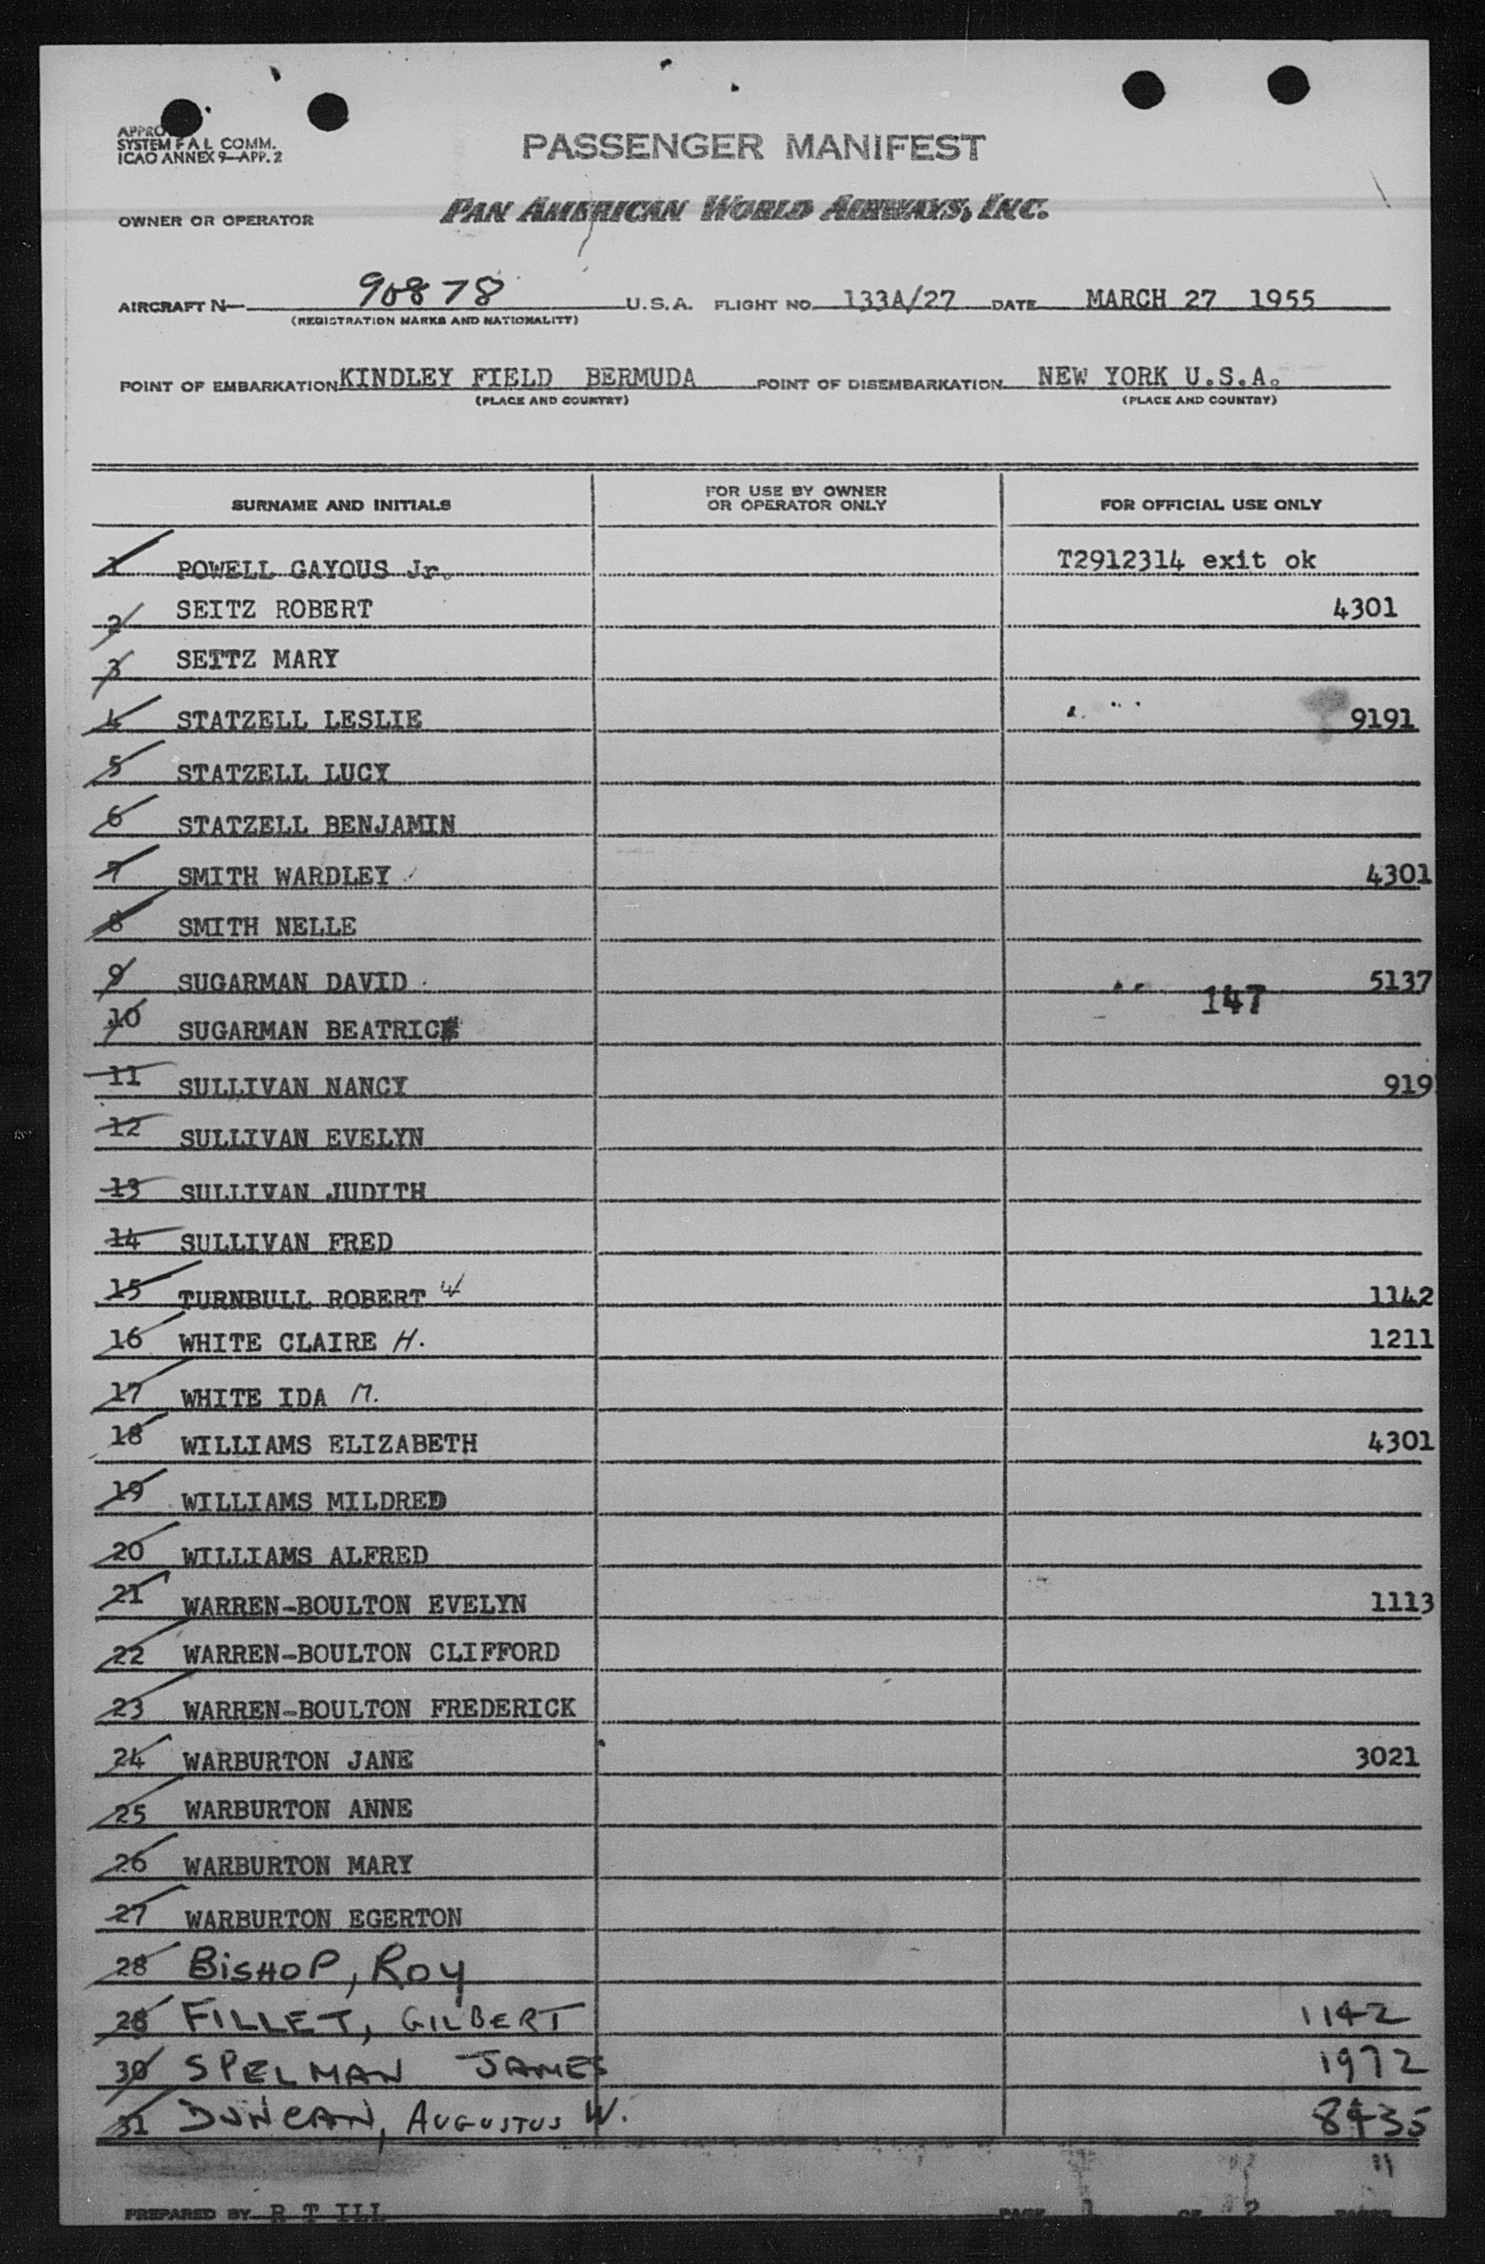 SYSTEM F A L COMM.
ICAO ANNEX 9—APP. 2
PASSENGER MANIFEST
OWNER OR OPERATOR PAN AMERICAN WORLD AIRWAYS, INC.
AIRCRAFT N— 90878 U.S.A. FLIGHT NO. 133A/27 DATE MARCH 27 1955
(REGISTRATION MARKS AND NATIONALITY)
POINT OF EMBARKATION KINDLEY FIELD BERMUDA POINT OF DISEMBARKATION NEW YORK U.S.A.
(PLACE AND COUNTRY) (PLACE AND COUNTRY)
SURNAME AND INITIALS FOR USE BY OWNER OR OPERATOR ONLY FOR OFFICIAL USE ONLY
1 POWELL GAYOUS Jr. T2912314 exit ok
2 SEITZ ROBERT 4301
3 SEITZ MARY
4 STATZELL LESLIE 9191
5 STATZELL LUCY
6 STATZELL BENJAMIN
7 SMITH WARDLEY 4301
8 SMITH NELLE
9 SUGARMAN DAVID 5137
147
10 SUGARMAN BEATRICE
11 SULLIVAN NANCY 919
12 SULLIVAN EVELYN
13 SULLIVAN JUDITH
14 SULLIVAN FRED
15 TURNBULL ROBERT W 1142
16 WHITE CLAIRE H. 1211
17 WHITE IDA M.
18 WILLIAMS ELIZABETH 4301
19 WILLIAMS MILDRED
20 WILLIAMS ALFRED
21 WARREN-BOULTON EVELYN 1113
22 WARREN-BOULTON CLIFFORD
23 WARREN-BOULTON FREDERICK
24 WARBURTON JANE 3021
25 WARBURTON ANNE
26 WARBURTON MARY
27 WARBURTON EGERTON
28 BISHOP, ROY
28 FILLET, GILBERT 1142
30 SPELMAN JAMES 1972
31 DUNCAN, AUGUSTUS W. 8435
11
PREPARED BY R T ILL PAGE 1 OF 2 PAGES